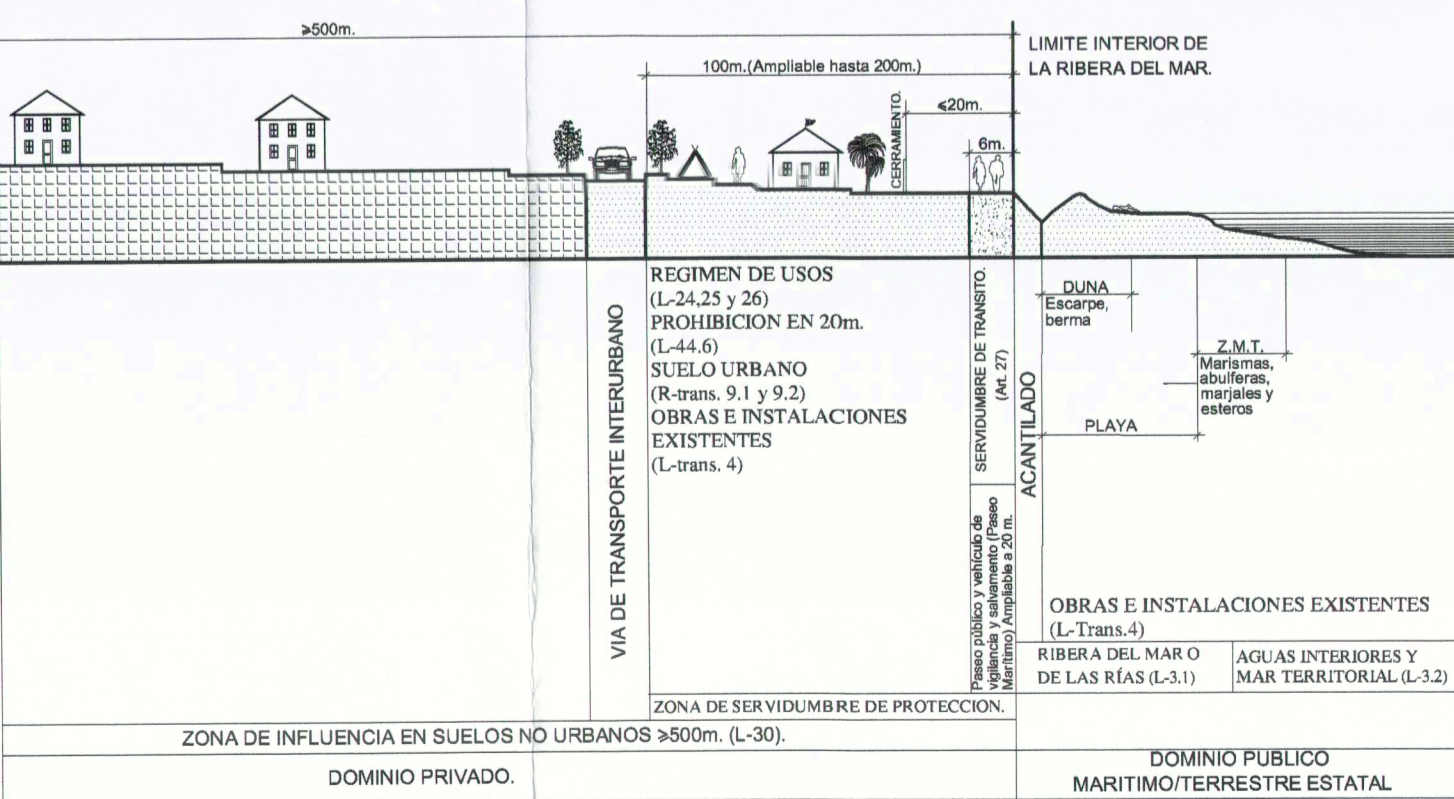 ≥500m.
LIMITE INTERIOR DE
LA RIBERA DEL MAR.
100m.(Ampliable hasta 200m.)
CERRAMIENTO.
≤20m.
6m.
VIA DE TRANSPORTE INTERURBANO
REGIMEN DE USOS
(L-24,25 y 26)
PROHIBICION EN 20m.
(L-44.6)
SUELO URBANO
(R-trans. 9.1 y 9.2)
OBRAS E INSTALACIONES
EXISTENTES
(L-trans. 4)
SERVIDUMBRE DE TRANSITO.
(Art. 27)
Paseo público y vehículo de
vigilancia y salvamento (Paseo
Marítimo) Ampliable a 20 m.
ACANTILADO
DUNA
Escarpe,
berma
Z.M.T.
Marismas,
abulferas,
marjales y
esteros
PLAYA
OBRAS E INSTALACIONES EXISTENTES
(L-Trans.4)
RIBERA DEL MAR O
DE LAS RÍAS (L-3.1)
AGUAS INTERIORES Y
MAR TERRITORIAL (L-3.2)
ZONA DE SERVIDUMBRE DE PROTECCION.
ZONA DE INFLUENCIA EN SUELOS NO URBANOS ≥500m. (L-30).
DOMINIO PRIVADO.
DOMINIO PUBLICO
MARITIMO/TERRESTRE ESTATAL